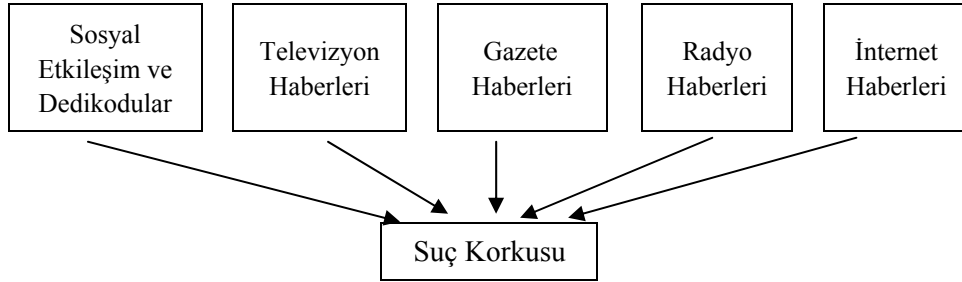 Sosyal
Etkileşim ve
Dedikodular
Televizyon
Haberleri
Gazete
Haberleri
Radyo
Haberleri
İnternet
Haberleri
Suç Korkusu